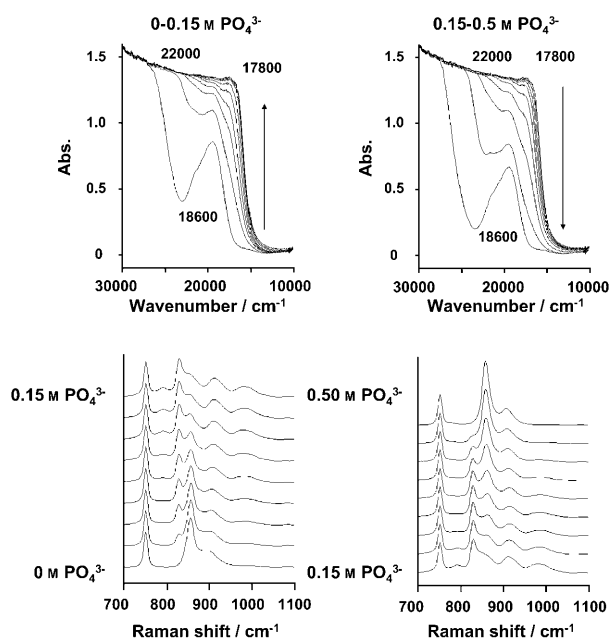 0-0.15 M PO₄³⁻
0.15-0.5 M PO₄³⁻
1.5
1.0
0.5
0
Abs.
22000
17800
18600
30000
20000
10000
Wavenumber / cm⁻¹
1.5
1.0
0.5
0
Abs.
22000
17800
18600
30000
20000
10000
Wavenumber / cm⁻¹
0.15 M PO₄³⁻
0 M PO₄³⁻
700
800
900
1000
1100
Raman shift / cm⁻¹
0.50 M PO₄³⁻
0.15 M PO₄³⁻
700
800
900
1000
1100
Raman shift / cm⁻¹